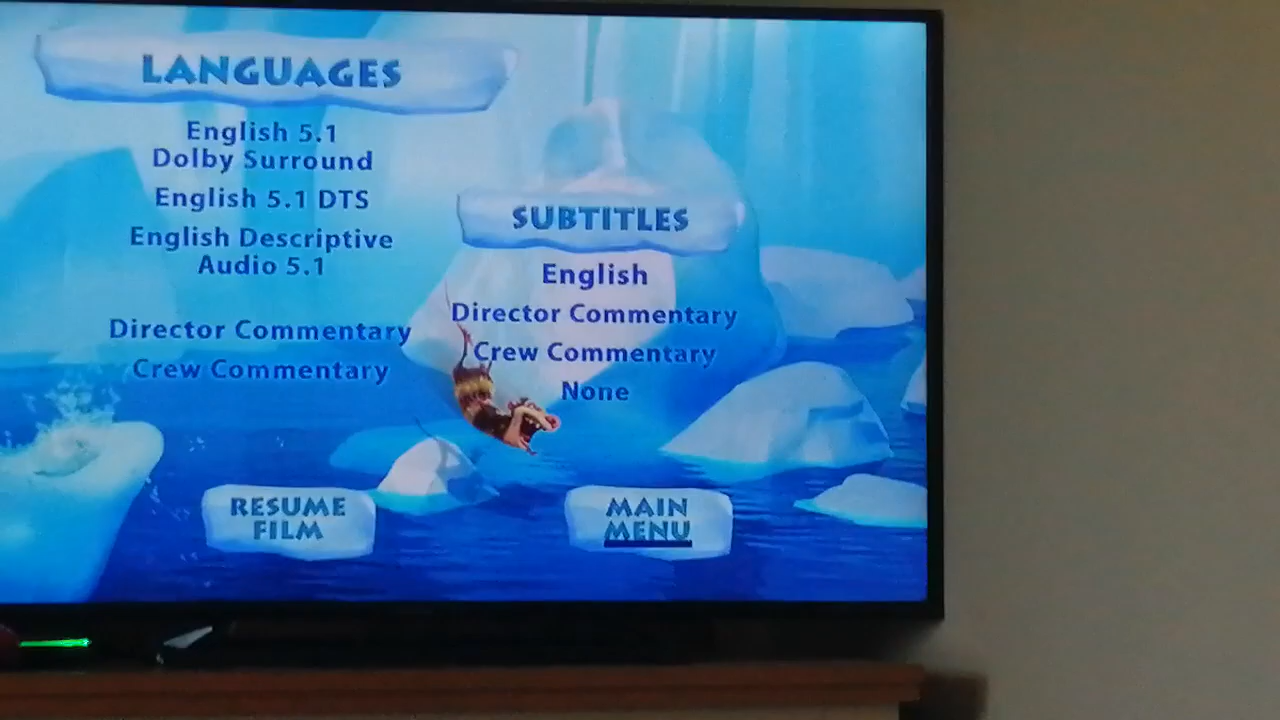 LANGUAGES
English 5.1
Dolby Surround
English 5.1 DTS
English Descriptive
Audio 5.1
Director Commentary
Crew Commentary
SUBTITLES
English
Director Commentary
Crew Commentary
None
RESUME
FILM
MAIN
MENU